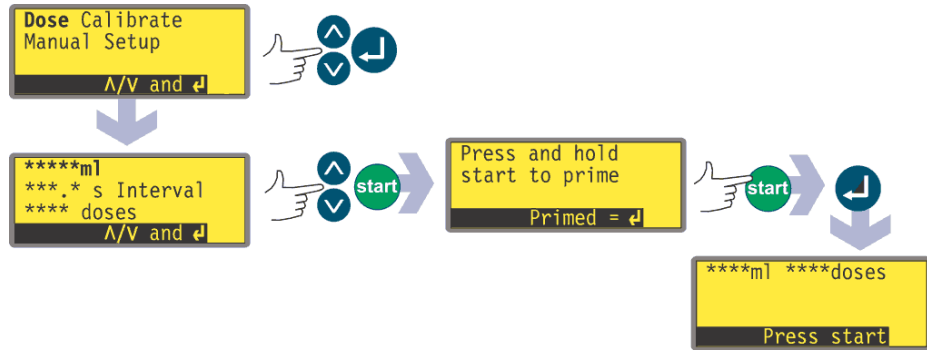 Dose Calibrate
Manual Setup
∧/∨ and ↲
*****ml
***.* s Interval
**** doses
∧/∨ and ↲
start
Press and hold
start to prime
Primed = ↲
start
****ml ****doses
Press start